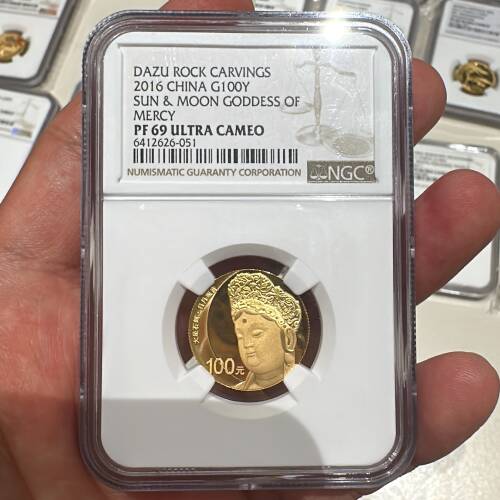 DAZU ROCK CARVINGS
2016 CHINA G100Y
SUN & MOON GODDESS OF
MERCY
PF 69 ULTRA CAMEO
6412626-051
NUMISMATIC GUARANTY CORPORATION
NGC®
100元